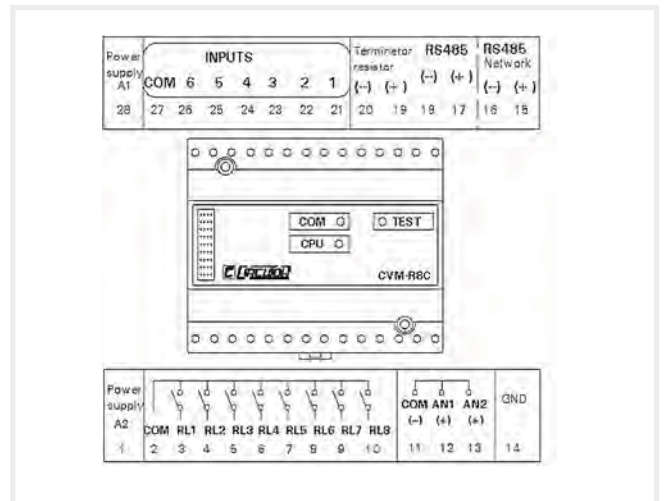 Power supply A1
INPUTS
COM 6 5 4 3 2 1
Terminetor resistor
(–) (+)
RS485
(–) (+)
RS485
Network
(–) (+)
28 27 26 25 24 23 22 21 20 19 18 17 16 15
COM
TEST
CPU
CVM-R8C
Power supply A2
COM RL1 RL2 RL3 RL4 RL5 RL6 RL7 RL8
COM AN1 AN2
(–) (+) (+)
GND
1 2 3 4 5 6 7 8 9 10 11 12 13 14